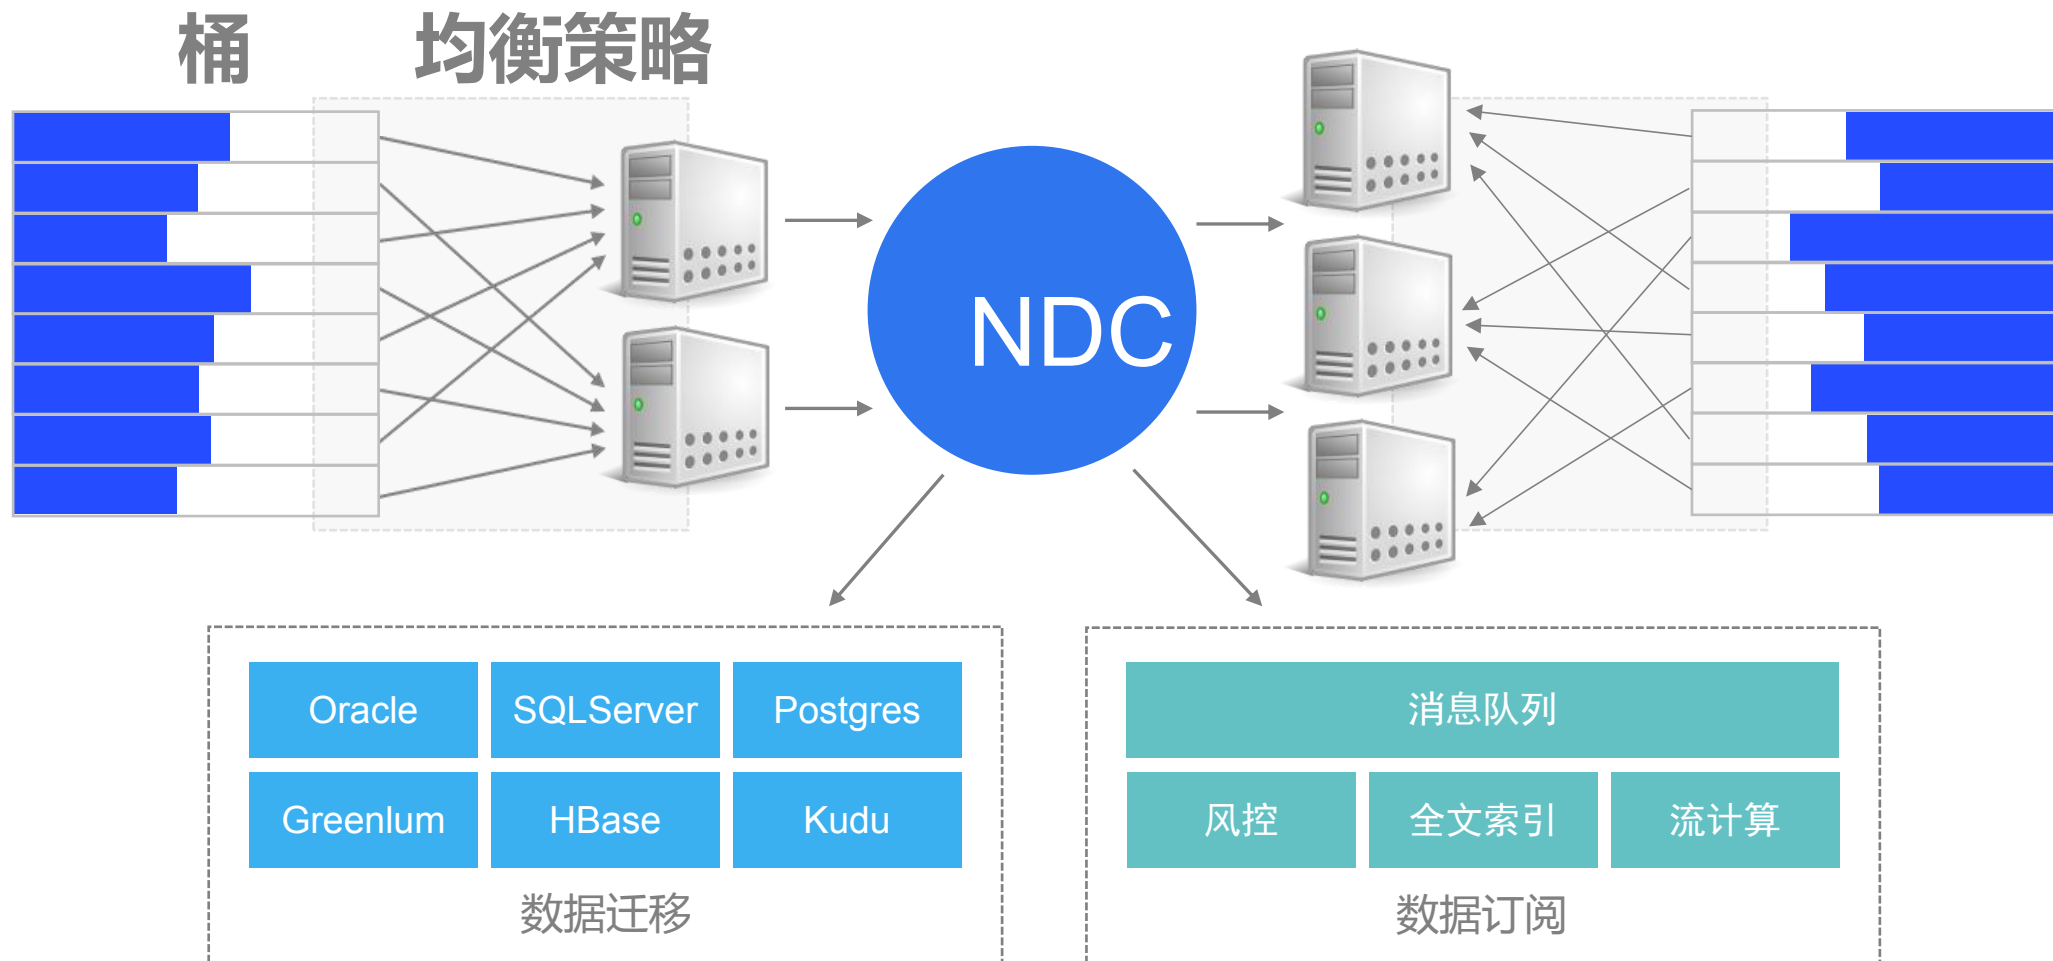 桶 均衡策略
NDC
Oracle SQLServer Postgres
Greenlum HBase Kudu
数据迁移
消息队列
风控 全文索引 流计算
数据订阅